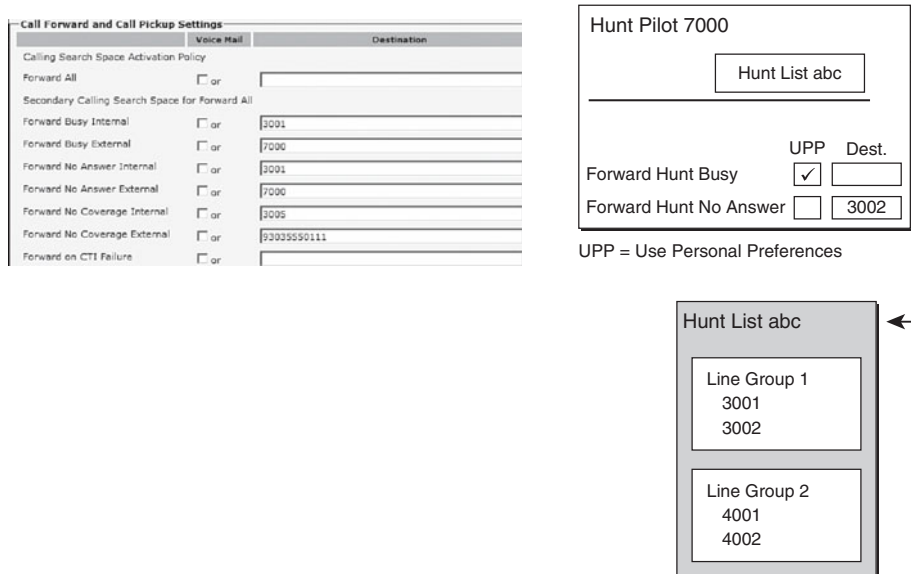 Call Forward and Call Pickup Settings
Voice Mail Destination
Calling Search Space Activation Policy
Forward All or
Secondary Calling Search Space for Forward All
Forward Busy Internal or 3001
Forward Busy External or 7000
Forward No Answer Internal or 3001
Forward No Answer External or 7000
Forward No Coverage Internal or 3005
Forward No Coverage External or 93035550111
Forward on CTI Failure or
Hunt Pilot 7000
Hunt List abc
UPP Dest.
Forward Hunt Busy
Forward Hunt No Answer 3002
UPP = Use Personal Preferences
Hunt List abc
Line Group 1
3001
3002
Line Group 2
4001
4002